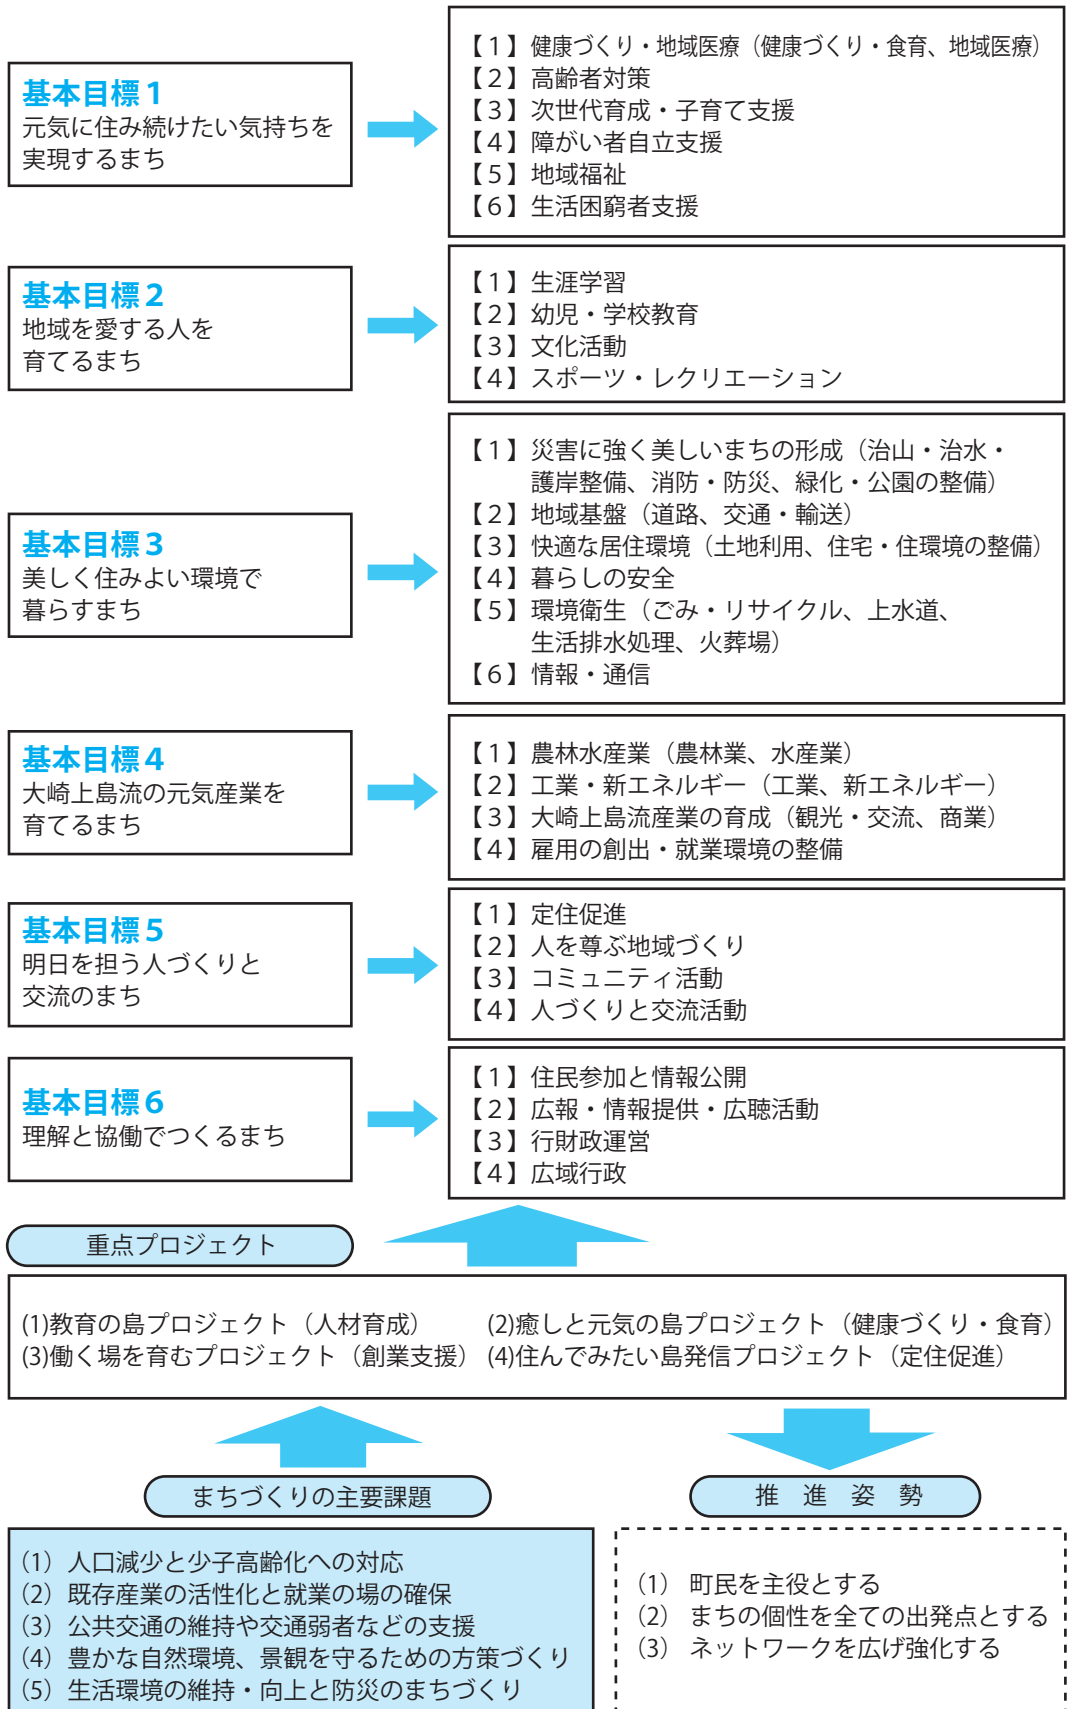 基本目標１
元気に住み続けたい気持ちを
実現するまち
【１】健康づくり・地域医療（健康づくり・食育、地域医療）
【２】高齢者対策
【３】次世代育成・子育て支援
【４】障がい者自立支援
【５】地域福祉
【６】生活困窮者支援
基本目標２
地域を愛する人を
育てるまち
【１】生涯学習
【２】幼児・学校教育
【３】文化活動
【４】スポーツ・レクリエーション
基本目標３
美しく住みよい環境で
暮らすまち
【１】災害に強く美しいまちの形成（治山・治水・
護岸整備、消防・防災、緑化・公園の整備）
【２】地域基盤（道路、交通・輸送）
【３】快適な居住環境（土地利用、住宅・住環境の整備）
【４】暮らしの安全
【５】環境衛生（ごみ・リサイクル、上水道、
生活排水処理、火葬場）
【６】情報・通信
基本目標４
大崎上島流の元気産業を
育てるまち
【１】農林水産業（農林業、水産業）
【２】工業・新エネルギー（工業、新エネルギー）
【３】大崎上島流産業の育成（観光・交流、商業）
【４】雇用の創出・就業環境の整備
基本目標５
明日を担う人づくりと
交流のまち
【１】定住促進
【２】人を尊ぶ地域づくり
【３】コミュニティ活動
【４】人づくりと交流活動
基本目標６
理解と協働でつくるまち
【１】住民参加と情報公開
【２】広報・情報提供・広聴活動
【３】行財政運営
【４】広域行政
重点プロジェクト
(1)教育の島プロジェクト（人材育成） (2)癒しと元気の島プロジェクト（健康づくり・食育）
(3)働く場を育むプロジェクト（創業支援） (4)住んでみたい島発信プロジェクト（定住促進）
まちづくりの主要課題
（1）人口減少と少子高齢化への対応
（2）既存産業の活性化と就業の場の確保
（3）公共交通の維持や交通弱者などの支援
（4）豊かな自然環境、景観を守るための方策づくり
（5）生活環境の維持・向上と防災のまちづくり
推　進　姿　勢
（1） 町民を主役とする
（2） まちの個性を全ての出発点とする
（3） ネットワークを広げ強化する